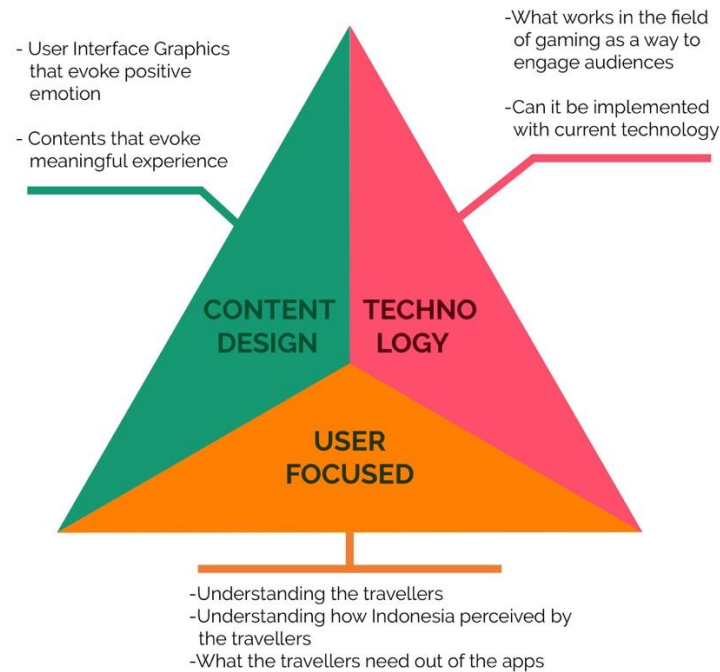 - User Interface Graphics
that evoke positive
emotion
- Contents that evoke
meaningful experience
-What works in the field
of gaming as a way to
engage audiences
-Can it be implemented
with current technology
CONTENT
DESIGN
TECHNO
LOGY
USER
FOCUSED
-Understanding the travellers
-Understanding how Indonesia perceived by
the travellers
-What the travellers need out of the apps